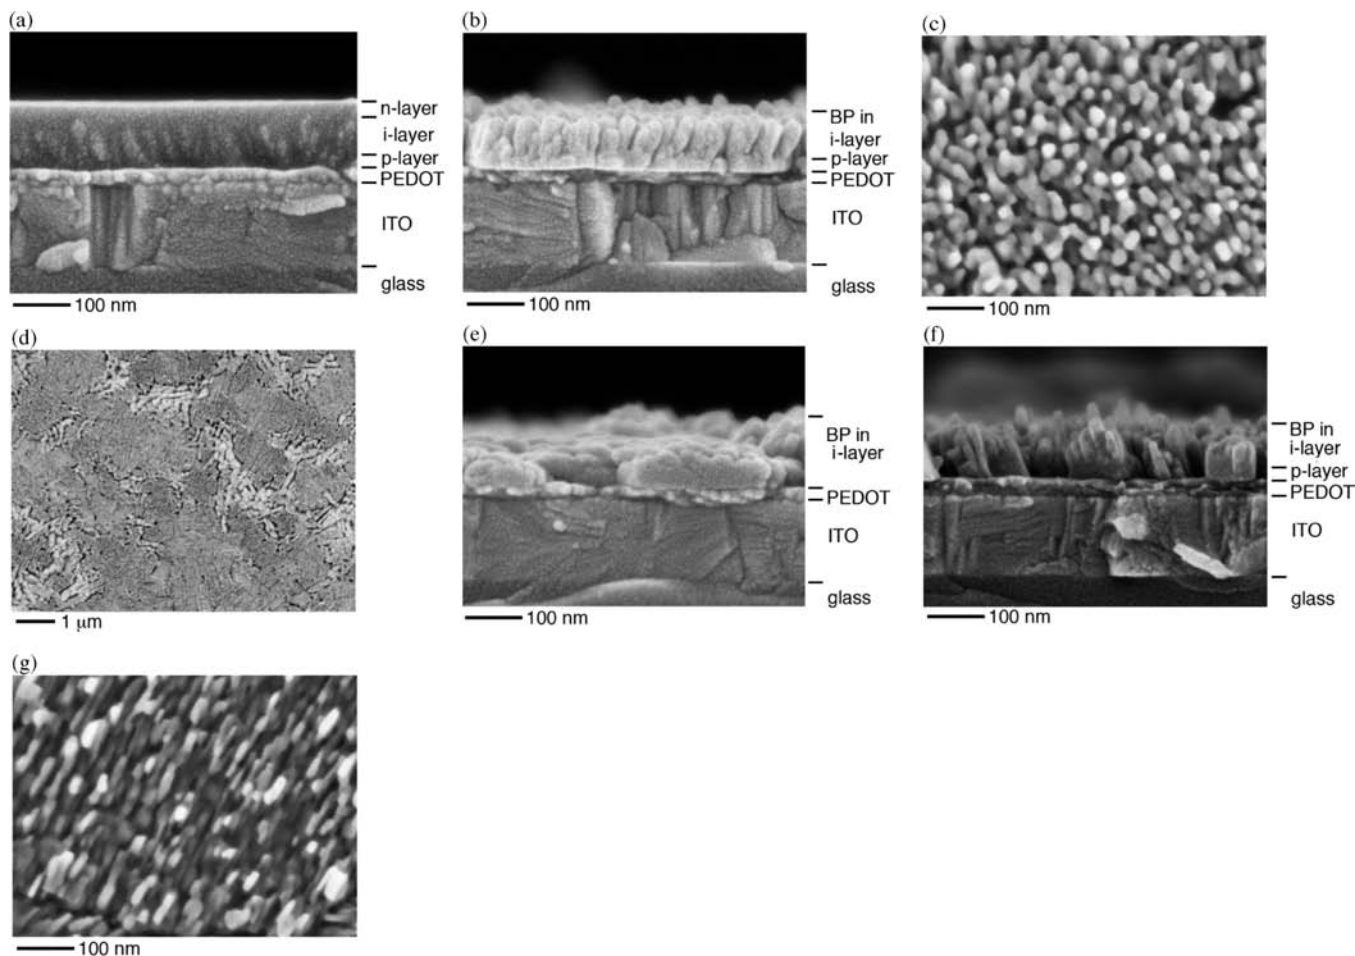 (a)
n-layer
i-layer
p-layer
PEDOT
ITO
glass
100 nm
(b)
BP in
i-layer
p-layer
PEDOT
ITO
glass
100 nm
(c)
100 nm
(d)
1 μm
(e)
BP in
i-layer
PEDOT
ITO
glass
100 nm
(f)
BP in
i-layer
p-layer
PEDOT
ITO
glass
100 nm
(g)
100 nm